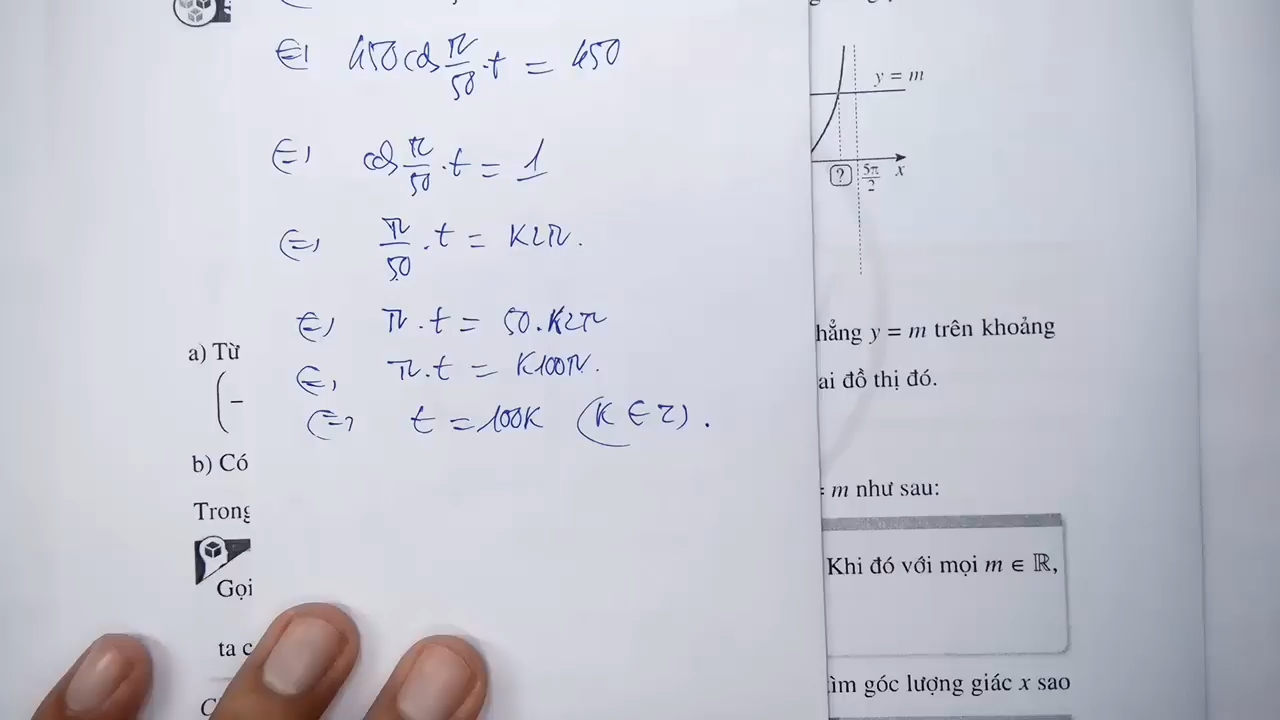 ⇔ 450cos π/50 · t = 450
y = m
⇔ cos π/50 · t = 1
? 5π/2 x
⇔ π/50 · t = k2π.
⇔ π · t = 50 · k2π
hẳng y = m trên khoảng
a) Từ
⇔ π · t = k100π.
ai đồ thị đó.
(−
⇔ t = 100k (k ∈ Z).
b) Có
m như sau:
Trong
Khi đó với mọi m ∈ ℝ,
Gọi
ta c
ìm góc lượng giác x sao
C